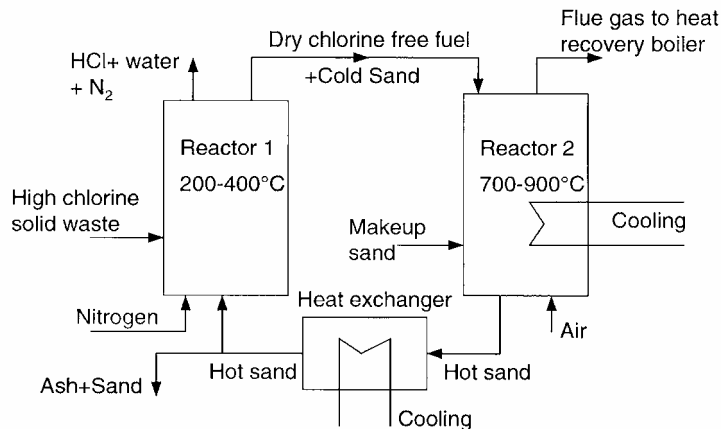 Flue gas to heat
recovery boiler
Dry chlorine free fuel
+Cold Sand
HCl+ water
+ N2
Reactor 1
200-400°C
Reactor 2
700-900°C
High chlorine
solid waste
Makeup
sand
Cooling
Nitrogen
Heat exchanger
Air
Ash+Sand
Hot sand
Hot sand
Cooling